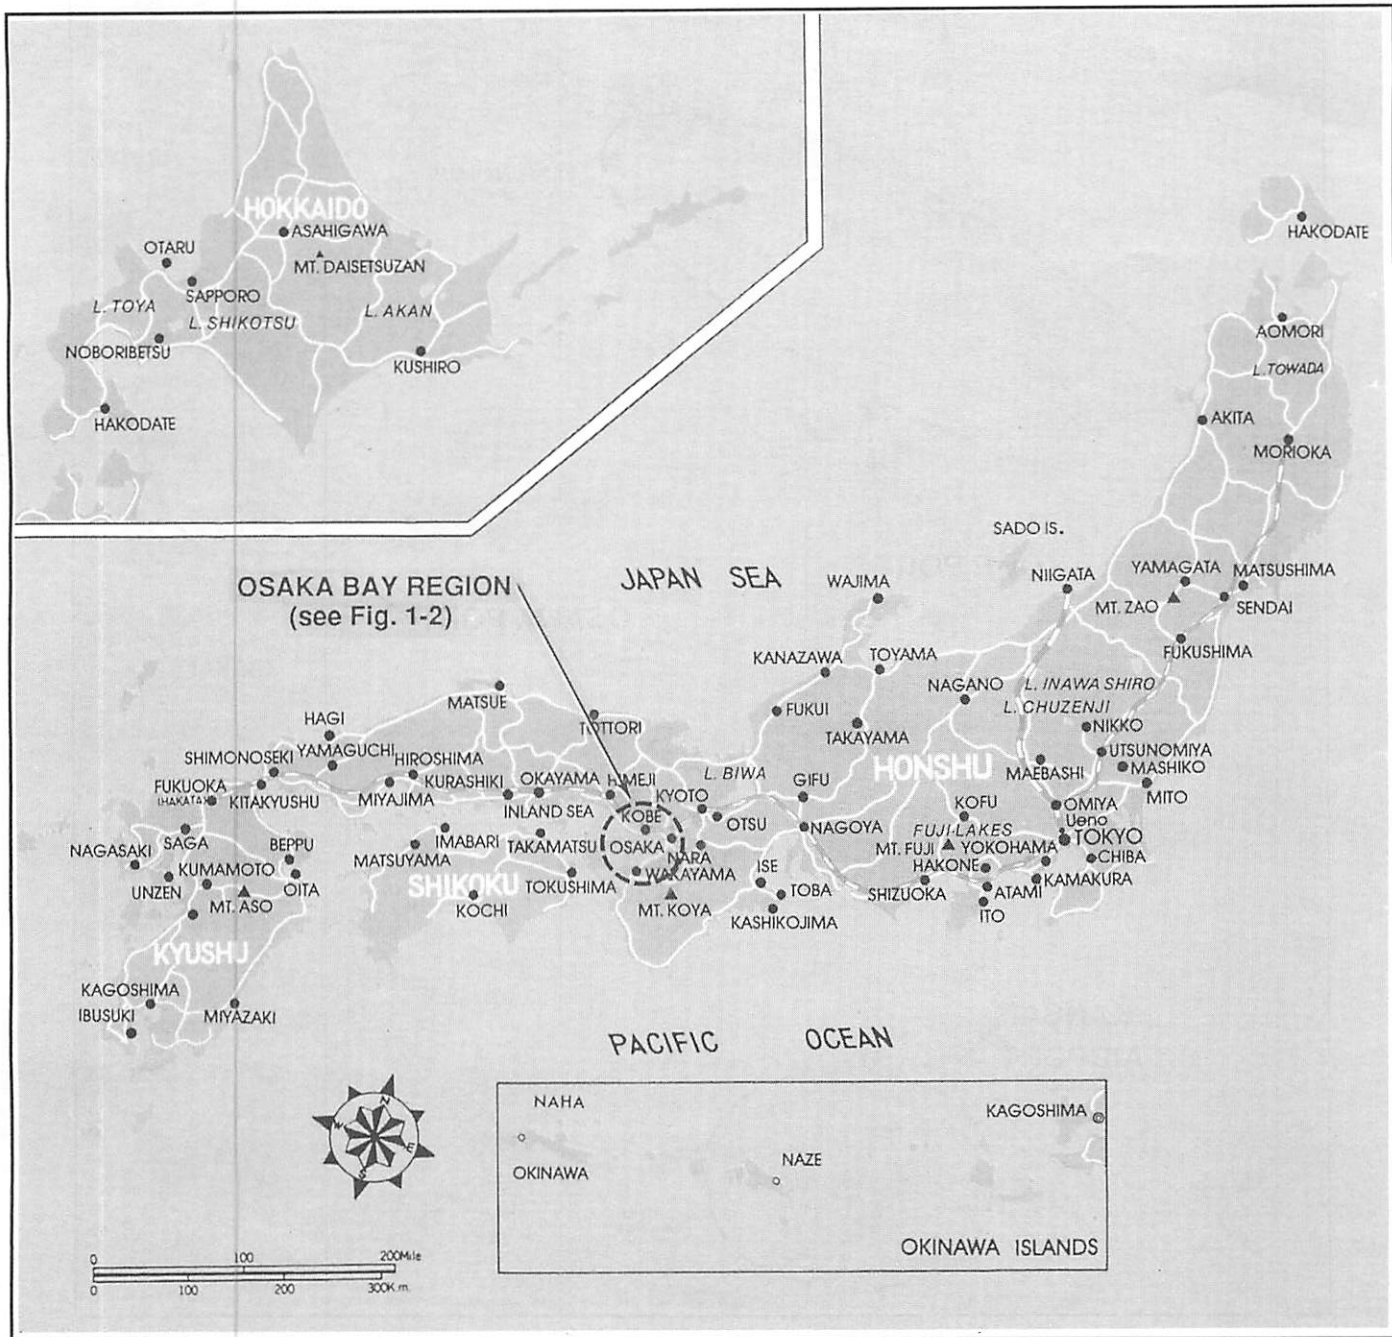 HOKKAIDO
ASAHIGAWA
OTARU
MT. DAISETSUZAN
SAPPORO
L. TOYA
L. SHIKOTSU
L. AKAN
NOBORIBETSU
KUSHIRO
HAKODATE
HAKODATE
AOMORI
L. TOWADA
AKITA
MORIOKA
SADO IS.
OSAKA BAY REGION
(see Fig. 1-2)
JAPAN SEA
WAJIMA
NIIGATA
YAMAGATA
MATSUSHIMA
MT. ZAO
SENDAI
FUKUSHIMA
KANAZAWA
TOYAMA
NAGANO
L. INAWA SHIRO
L. CHUZENJI
MATSUE
TOTTORI
FUKUI
TAKAYAMA
NIKKO
HAGI
YAMAGUCHI
SHIMONOSEKI
HIROSHIMA
UTSUNOMIYA
MASHIKO
MAEBASHI
HONSHU
MITO
FUKUOKA
(HAKATA)
KITAKYUSHU
MIYAJIMA
KURASHIKI
OKAYAMA
HIMEJI
L. BIWA
GIFU
INLAND SEA
KYOTO
KOBE
OTSU
KOFU
OMIYA
Ueno
TOKYO
NAGOYA
FUJI-LAKES
MT. FUJI
YOKOHAMA
SAGA
NAGASAKI
BEPPU
IMABARI
MATSUYAMA
TAKAMATSU
OSAKA
NARA
ISE
HAKONE
CHIBA
UNZEN
KUMAMOTO
OITA
MT. ASO
SHIKOKU
TOKUSHIMA
WAKAYAMA
TOBA
SHIZUOKA
ATAMI
KAMAKURA
KOCHI
MT. KOYA
KASHIKOJIMA
ITO
KYUSHJ
KAGOSHIMA
IBUSUKI
MIYAZAKI
PACIFIC OCEAN
N
W
E
S
NAHA
OKINAWA
NAZE
KAGOSHIMA
OKINAWA ISLANDS
0 100 200Mile
0 100 200 300K.m.